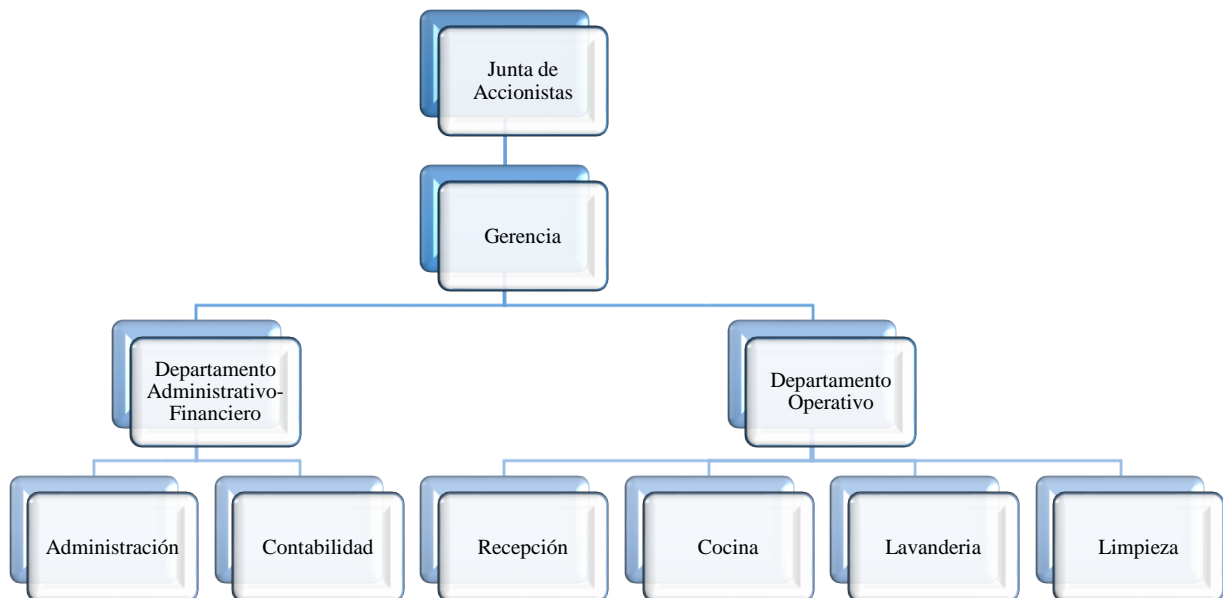 Junta de
Accionistas
Gerencia
Departamento
Administrativo-
Financiero
Departamento
Operativo
Administración
Contabilidad
Recepción
Cocina
Lavanderia
Limpieza